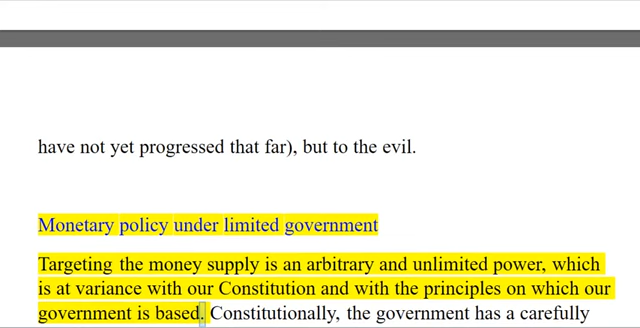 have not yet progressed that far), but to the evil.
Monetary policy under limited government
Targeting the money supply is an arbitrary and unlimited power, which
is at variance with our Constitution and with the principles on which our
government is based. Constitutionally, the government has a carefully